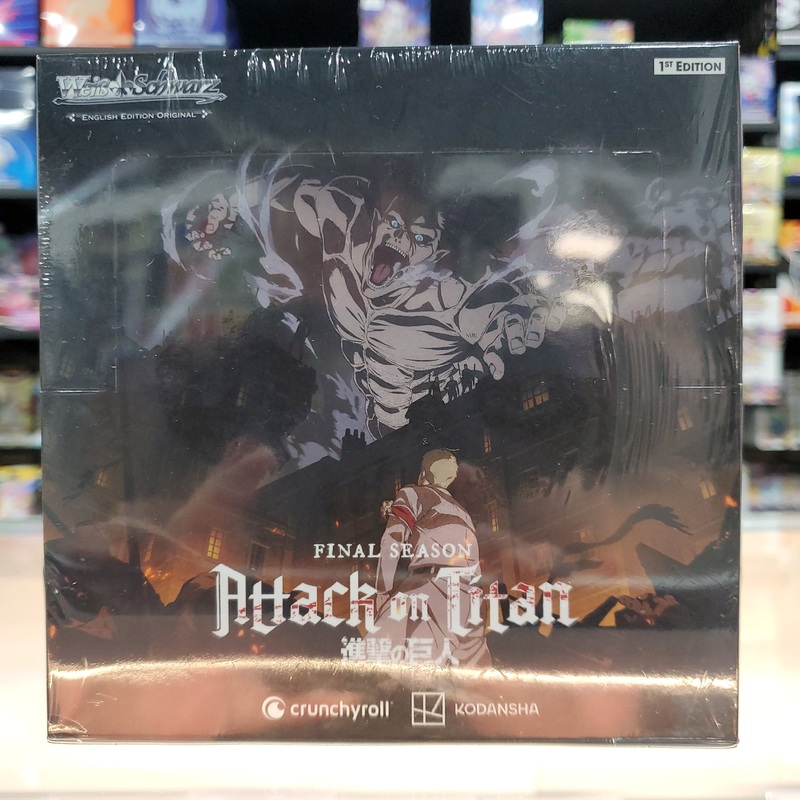 Weiß Schwarz
1ST EDITION
ENGLISH EDITION ORIGINAL
FINAL SEASON
Attack on Titan
進撃の巨人
crunchyroll
KODANSHA